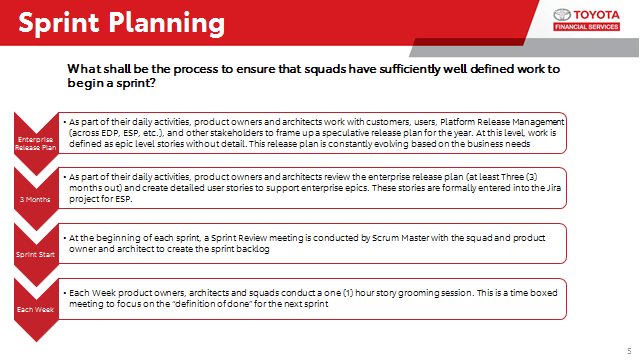 Sprint Planning
TOYOTA
FINANCIAL SERVICES
What shall be the process to ensure that squads have sufficiently well defined work to
begin a sprint?
Enterprise
Release Plan
• As part of their daily activities, product owners and architects work with customers, users, Platform Release Management
(across EDP, ESP, etc.), and other stakeholders to frame up a speculative release plan for the year. At this level, work is
defined as epic level stories without detail. This release plan is constantly evolving based on the business needs
3 Months
• As part of their daily activities, product owners and architects review the enterprise release plan (at least Three (3)
months out) and create detailed user stories to support enterprise epics. These stories are formally entered into the Jira
project for ESP.
Sprint Start
• At the beginning of each sprint, a Sprint Review meeting is conducted by Scrum Master with the squad and product
owner and architect to create the sprint backlog
Each Week
• Each Week product owners, architects and squads conduct a one (1) hour story grooming session. This is a time boxed
meeting to focus on the “definition of done” for the next sprint
5